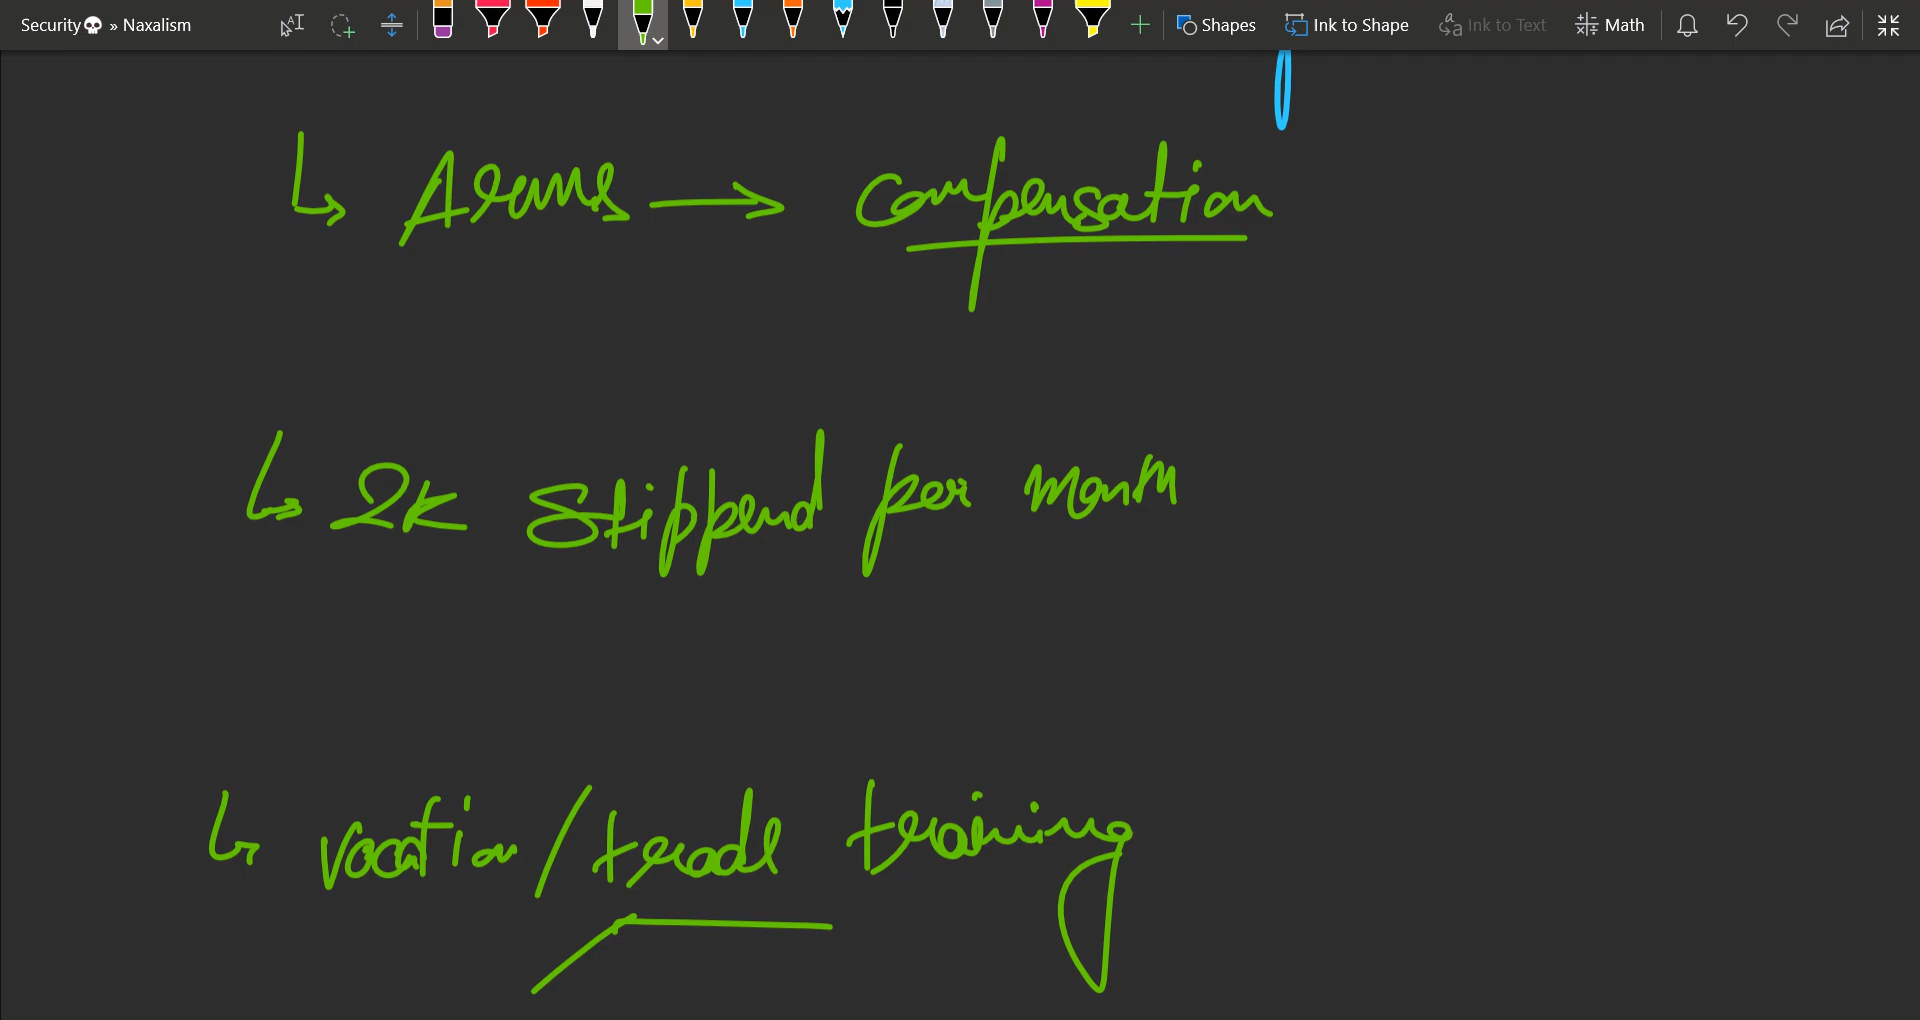 Security💀 » Naxalism Shapes Ink to Shape Ink to Text Math
↳ Arms → Compensation
↳ 2k Stippend per month
↳ vocation/trade training